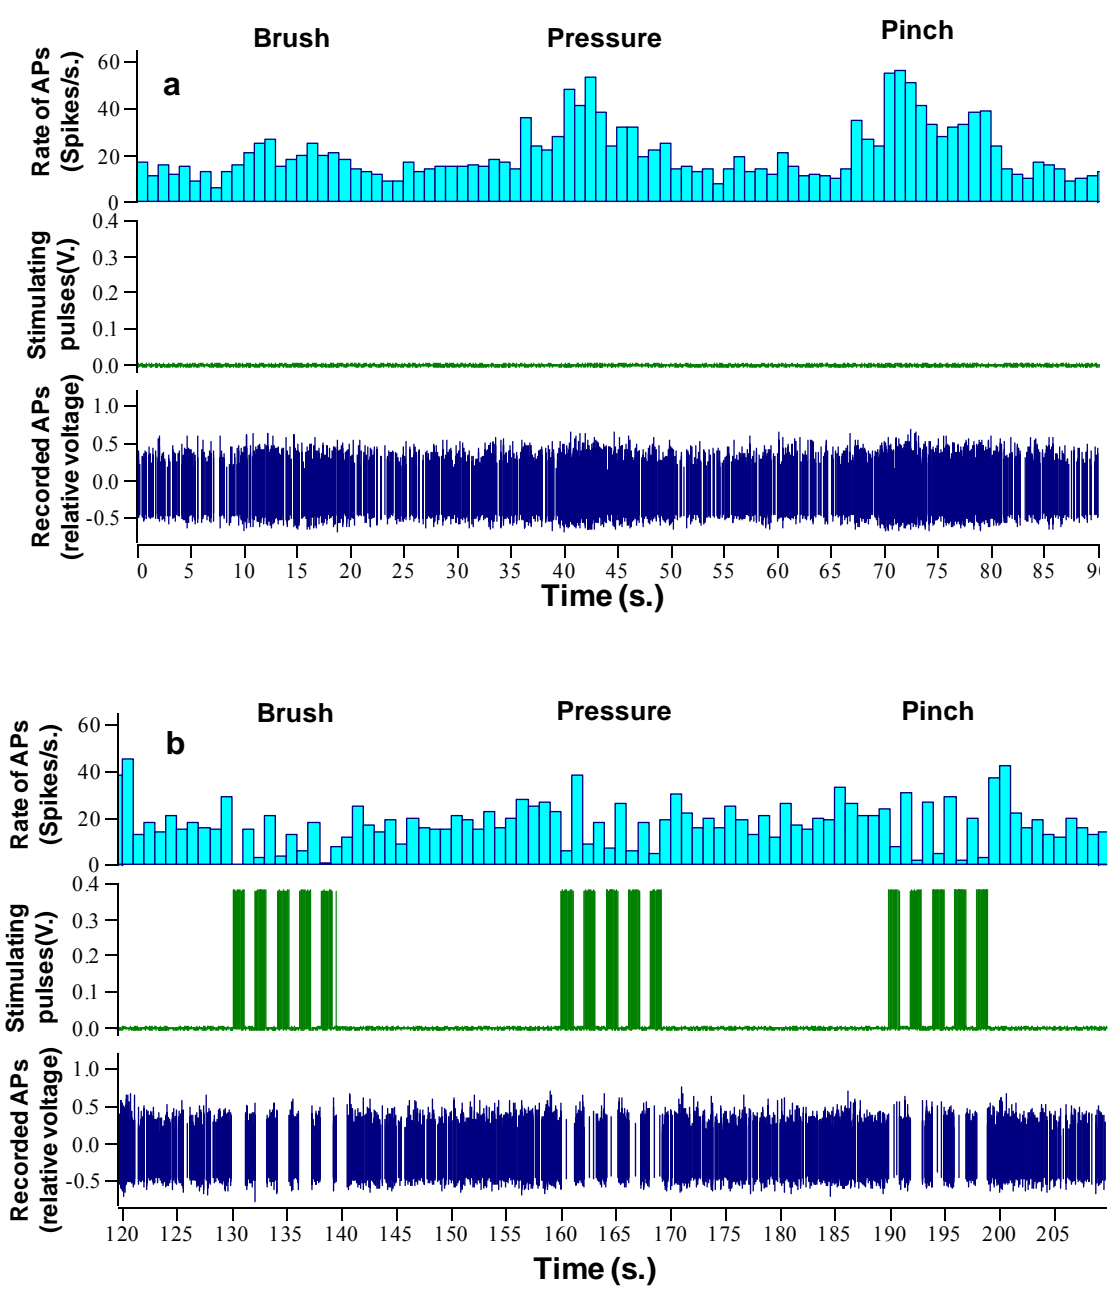 Brush Pressure Pinch
a
Rate of APs
(Spikes/s.)
60
40
20
0
Stimulating
pulses(V.)
0.4
0.3
0.2
0.1
0.0
Recorded APs
(relative voltage)
1.0
0.5
0.0
-0.5
0 5 10 15 20 25 30 35 40 45 50 55 60 65 70 75 80 85 90
Time (s.)
Brush Pressure Pinch
b
Rate of APs
(Spikes/s.)
60
40
20
0
Stimulating
pulses(V.)
0.4
0.3
0.2
0.1
0.0
Recorded APs
(relative voltage)
1.0
0.5
0.0
-0.5
120 125 130 135 140 145 150 155 160 165 170 175 180 185 190 195 200 205
Time (s.)